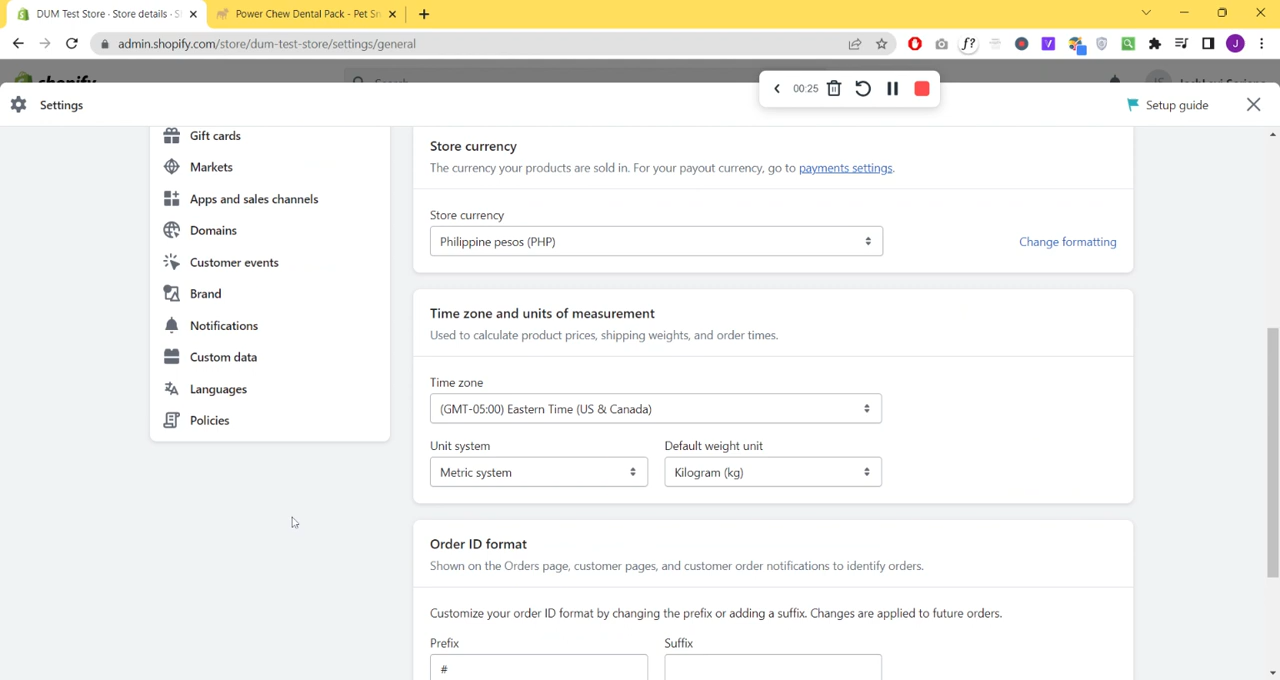 DUM Test Store · Store details · S
Power Chew Dental Pack - Pet Sn
admin.shopify.com/store/dum-test-store/settings/general
f?
J
shopify
Search
00:25
Settings
Setup guide
Gift cards
Markets
Apps and sales channels
Domains
Customer events
Brand
Notifications
Custom data
Languages
Policies
Store currency
The currency your products are sold in. For your payout currency, go to payments settings.
Store currency
Philippine pesos (PHP)
Change formatting
Time zone and units of measurement
Used to calculate product prices, shipping weights, and order times.
Time zone
(GMT-05:00) Eastern Time (US & Canada)
Unit system
Default weight unit
Metric system
Kilogram (kg)
Order ID format
Shown on the Orders page, customer pages, and customer order notifications to identify orders.
Customize your order ID format by changing the prefix or adding a suffix. Changes are applied to future orders.
Prefix
Suffix
#